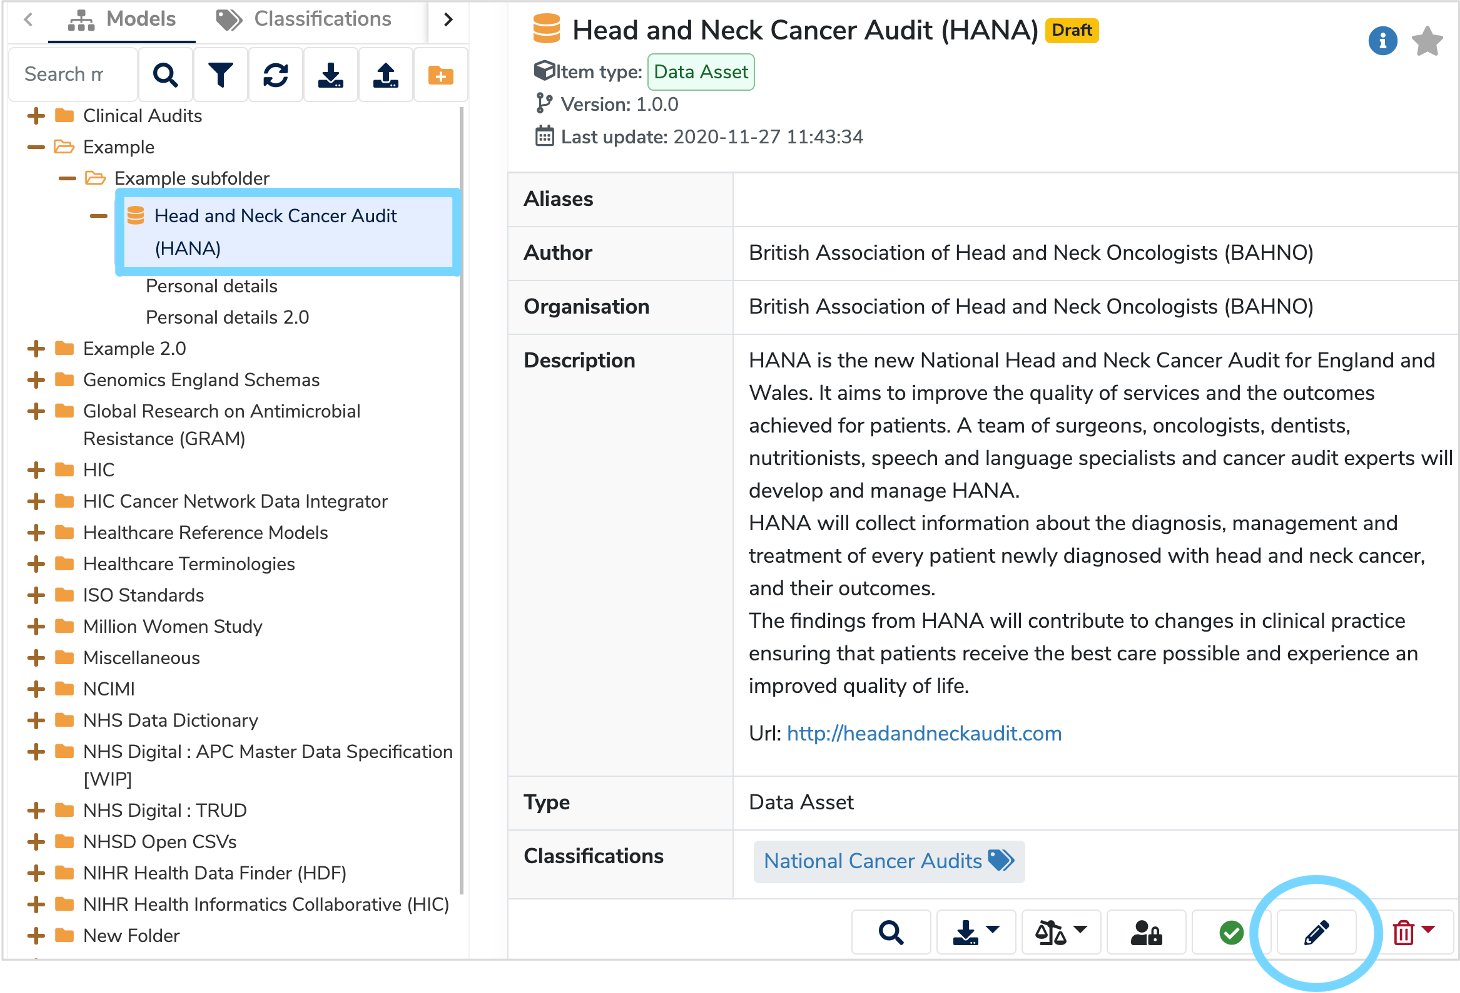 Models
Classifications
Search m
Clinical Audits
Example
Example subfolder
Head and Neck Cancer Audit
(HANA)
Personal details
Personal details 2.0
Example 2.0
Genomics England Schemas
Global Research on Antimicrobial
Resistance (GRAM)
HIC
HIC Cancer Network Data Integrator
Healthcare Reference Models
Healthcare Terminologies
ISO Standards
Million Women Study
Miscellaneous
NCIMI
NHS Data Dictionary
NHS Digital : APC Master Data Specification
[WIP]
NHS Digital : TRUD
NHSD Open CSVs
NIHR Health Data Finder (HDF)
NIHR Health Informatics Collaborative (HIC)
New Folder
Head and Neck Cancer Audit (HANA) Draft
Item type: Data Asset
Version: 1.0.0
Last update: 2020-11-27 11:43:34
Aliases
Author
British Association of Head and Neck Oncologists (BAHNO)
Organisation
British Association of Head and Neck Oncologists (BAHNO)
Description
HANA is the new National Head and Neck Cancer Audit for England and
Wales. It aims to improve the quality of services and the outcomes
achieved for patients. A team of surgeons, oncologists, dentists,
nutritionists, speech and language specialists and cancer audit experts will
develop and manage HANA.
HANA will collect information about the diagnosis, management and
treatment of every patient newly diagnosed with head and neck cancer,
and their outcomes.
The findings from HANA will contribute to changes in clinical practice
ensuring that patients receive the best care possible and experience an
improved quality of life.
Url: http://headandneckaudit.com
Type
Data Asset
Classifications
National Cancer Audits